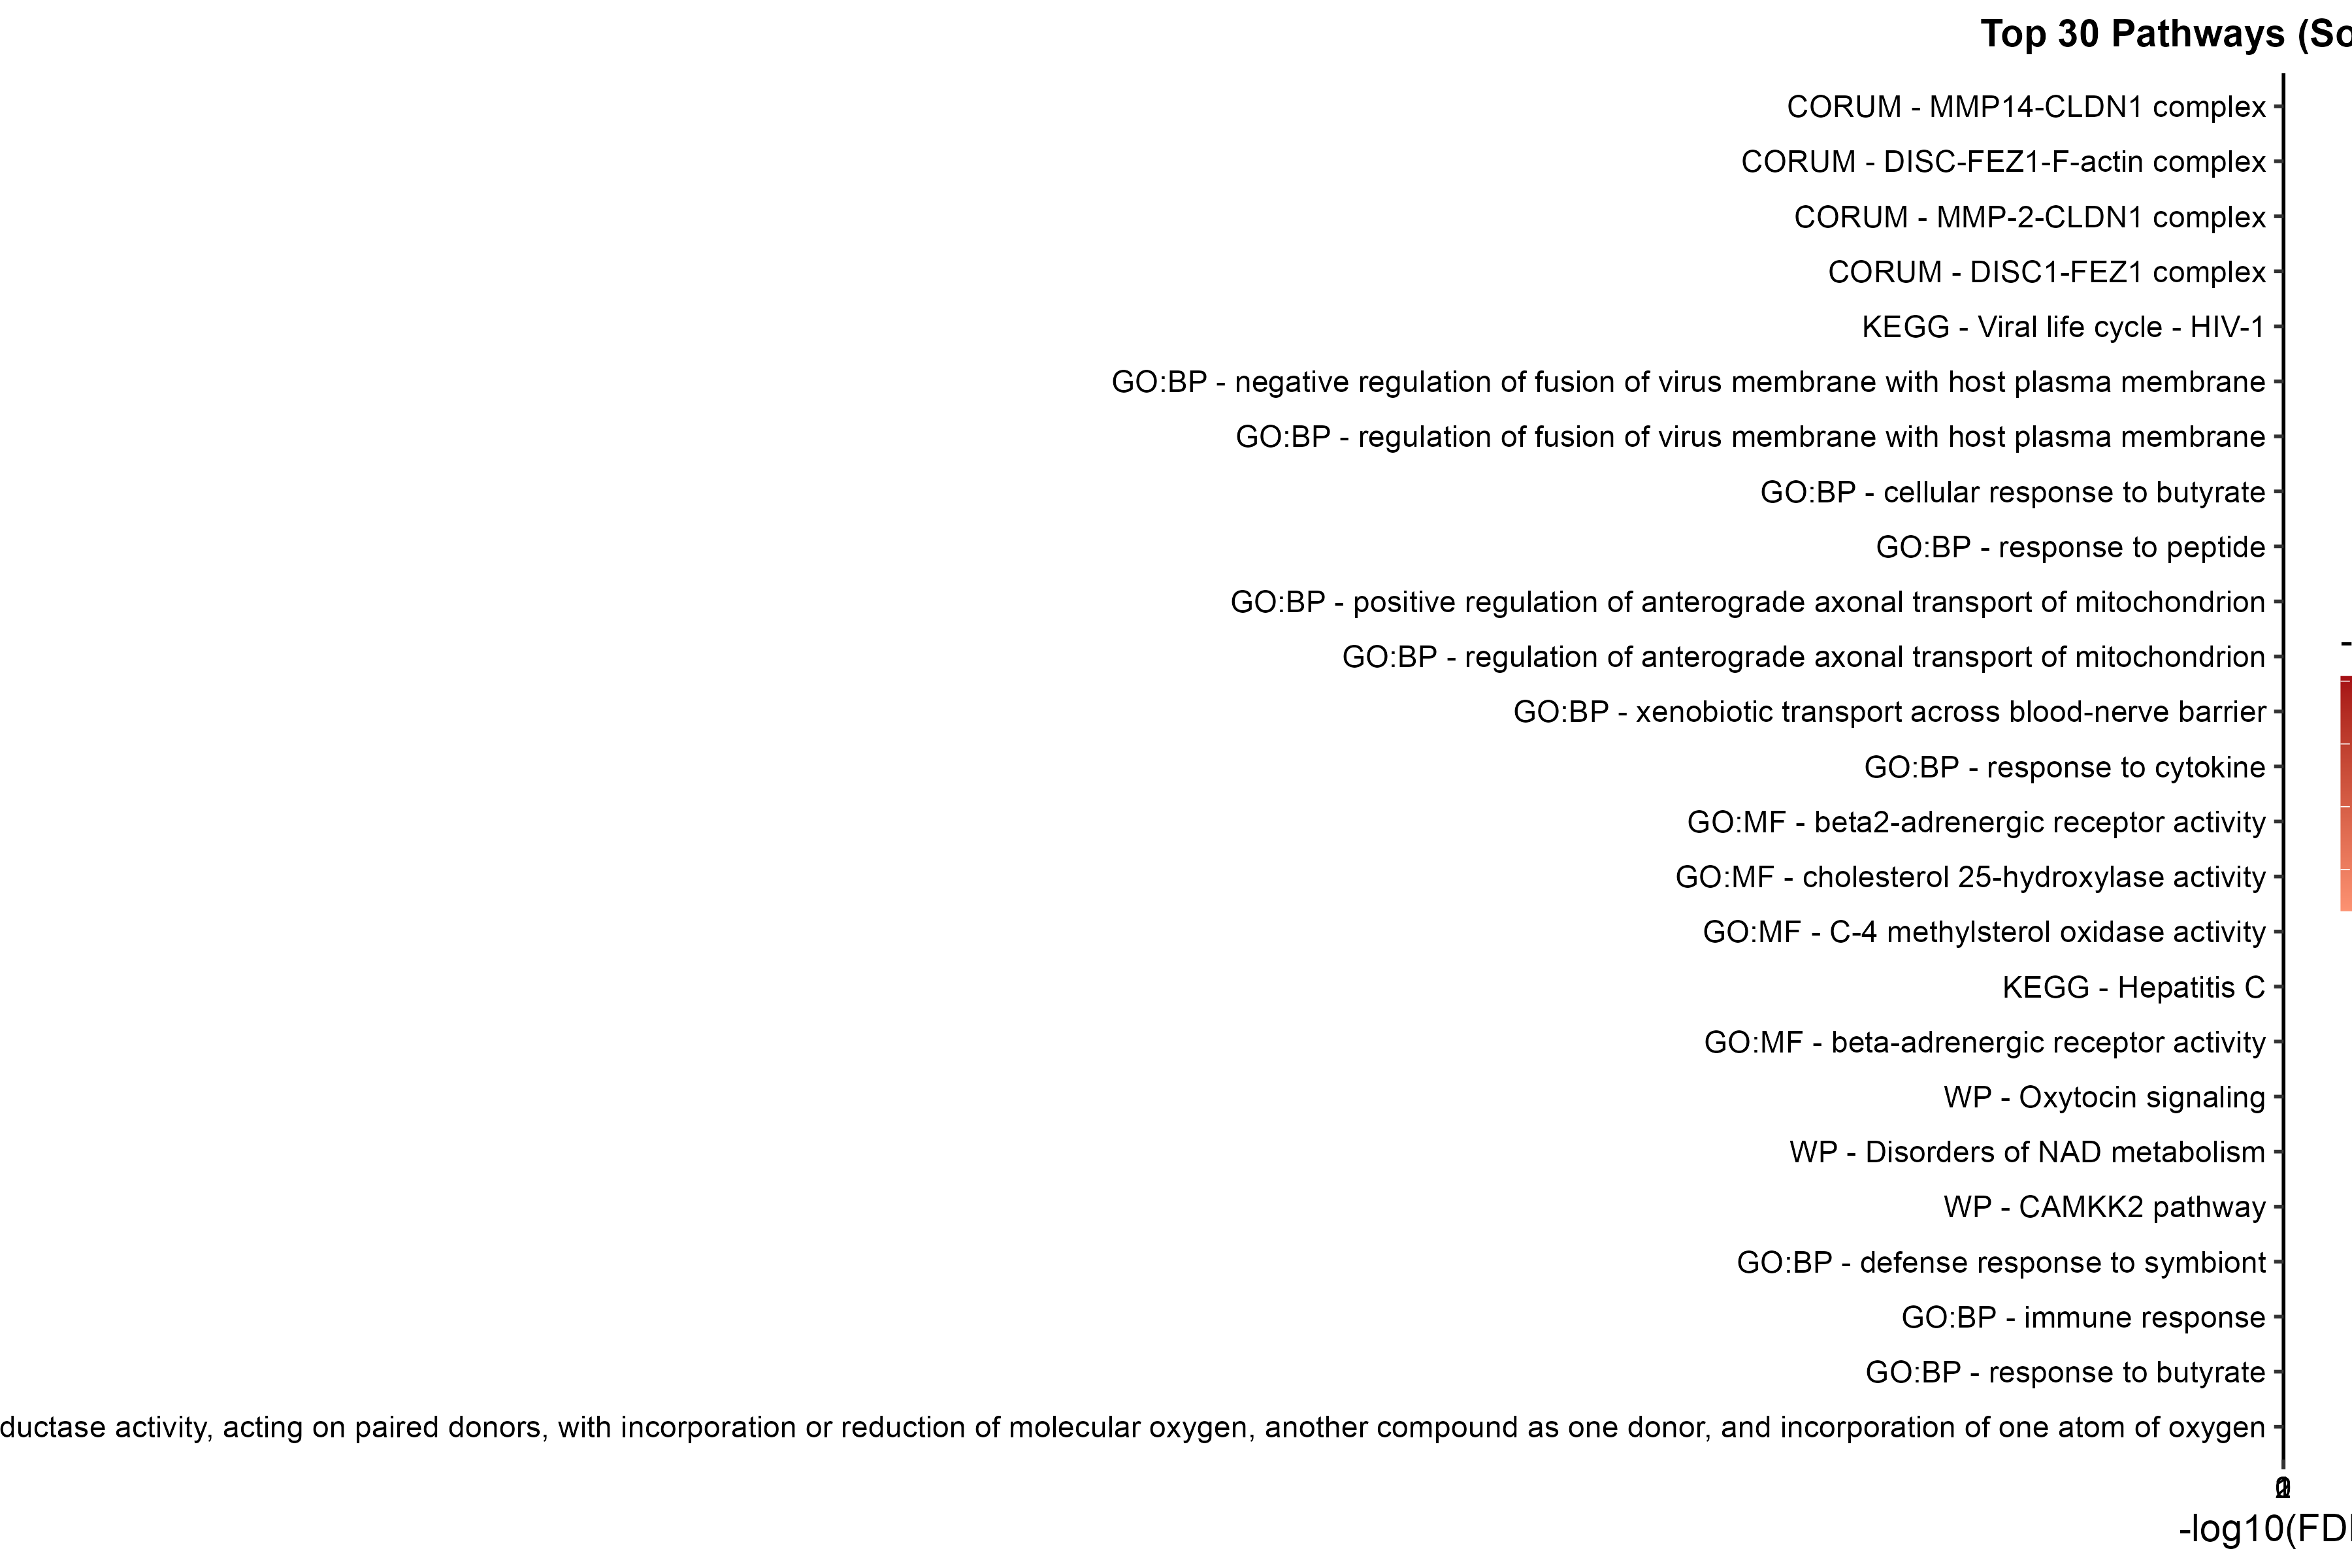 Top 30 Pathways (So
CORUM - MMP14-CLDN1 complex
CORUM - DISC-FEZ1-F-actin complex
CORUM - MMP-2-CLDN1 complex
CORUM - DISC1-FEZ1 complex
KEGG - Viral life cycle - HIV-1
GO:BP - negative regulation of fusion of virus membrane with host plasma membrane
GO:BP - regulation of fusion of virus membrane with host plasma membrane
GO:BP - cellular response to butyrate
GO:BP - response to peptide
GO:BP - positive regulation of anterograde axonal transport of mitochondrion
GO:BP - regulation of anterograde axonal transport of mitochondrion
GO:BP - xenobiotic transport across blood-nerve barrier
GO:BP - response to cytokine
GO:MF - beta2-adrenergic receptor activity
GO:MF - cholesterol 25-hydroxylase activity
GO:MF - C-4 methylsterol oxidase activity
KEGG - Hepatitis C
GO:MF - beta-adrenergic receptor activity
WP - Oxytocin signaling
WP - Disorders of NAD metabolism
WP - CAMKK2 pathway
GO:BP - defense response to symbiont
GO:BP - immune response
GO:BP - response to butyrate
ductase activity, acting on paired donors, with incorporation or reduction of molecular oxygen, another compound as one donor, and incorporation of one atom of oxygen
-log10(FD